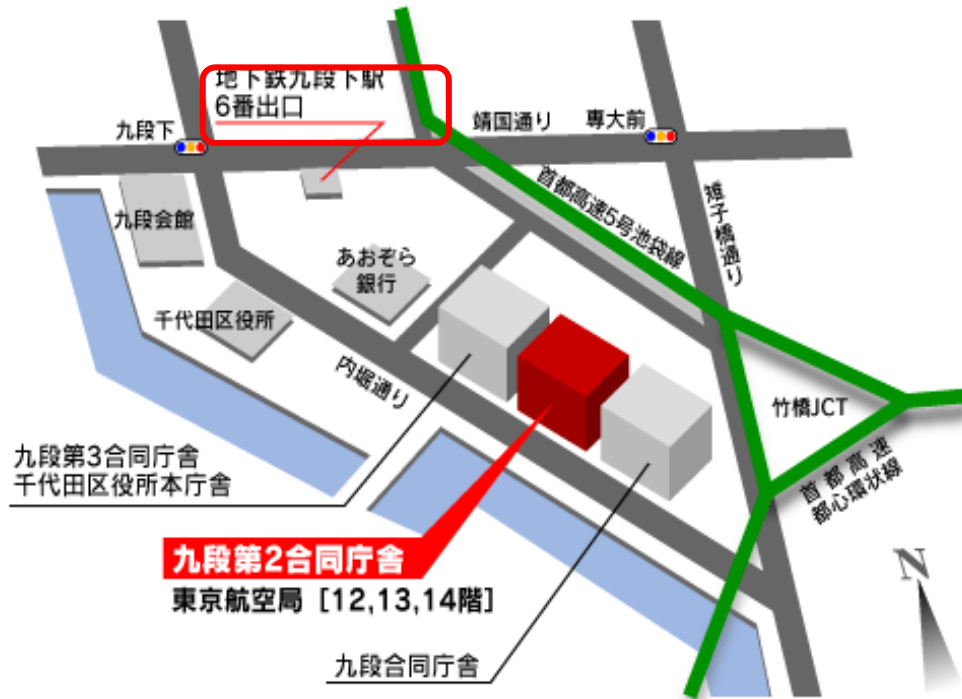 地下鉄九段下駅
6番出口
九段下
靖国通り
専大前
首都高速5号池袋線
雉子橋通り
九段会館
あおぞら
銀行
千代田区役所
内堀通り
竹橋JCT
首都高速
都心環状線
九段第3合同庁舎
千代田区役所本庁舎
九段第2合同庁舎
東京航空局［12,13,14階］
九段合同庁舎
N